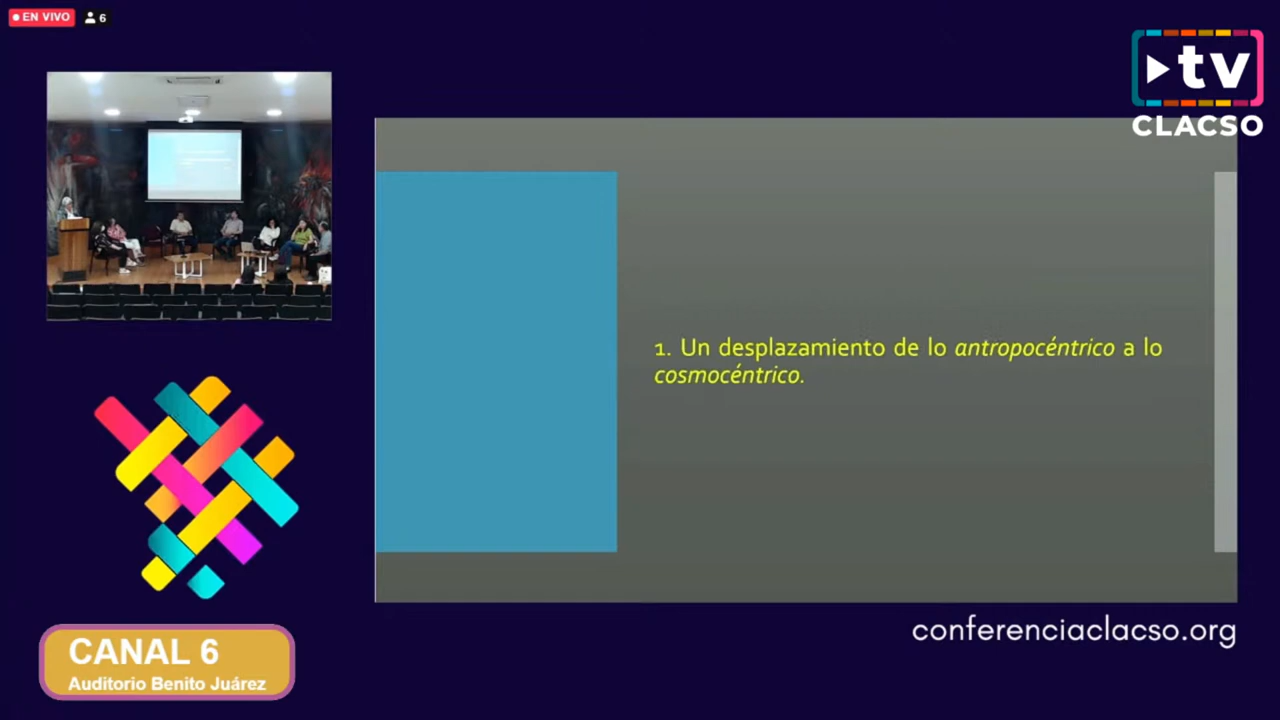 EN VIVO
6
tv
CLACSO
1. Un desplazamiento de lo antropocéntrico a lo
cosmocéntrico.
conferenciaclacso.org
CANAL 6
Auditorio Benito Juárez